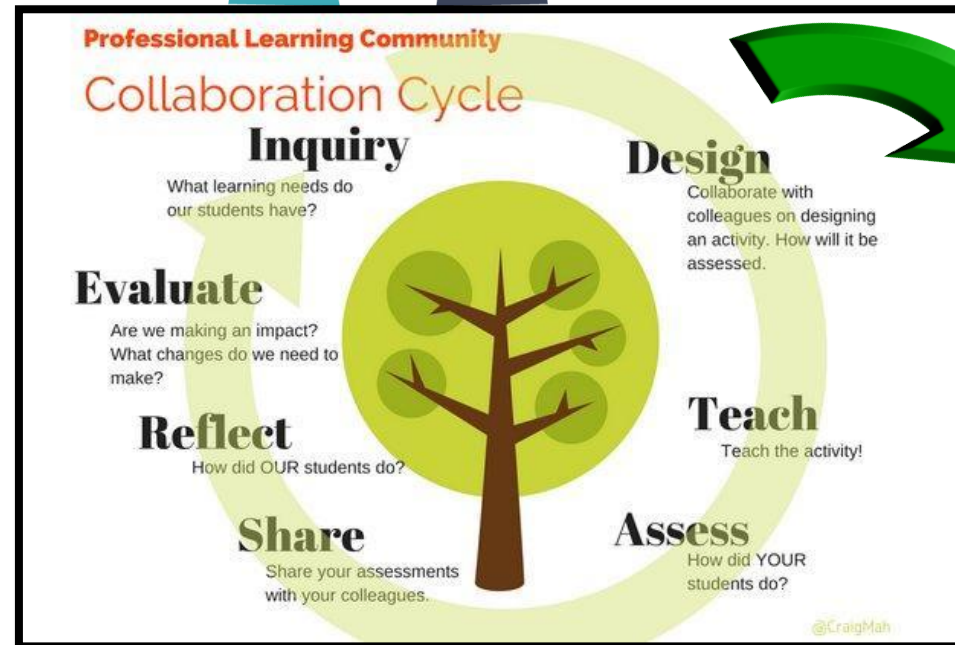 Professional Learning Community
Collaboration Cycle
Inquiry
What learning needs do
our students have?
Design
Collaborate with
colleagues on designing
an activity. How will it be
assessed.
Teach
Teach the activity!
Assess
How did YOUR
students do?
Share
Share your assessments
with your colleagues.
Reflect
How did OUR students do?
Evaluate
Are we making an impact?
What changes do we need to
make?
@CraigMah